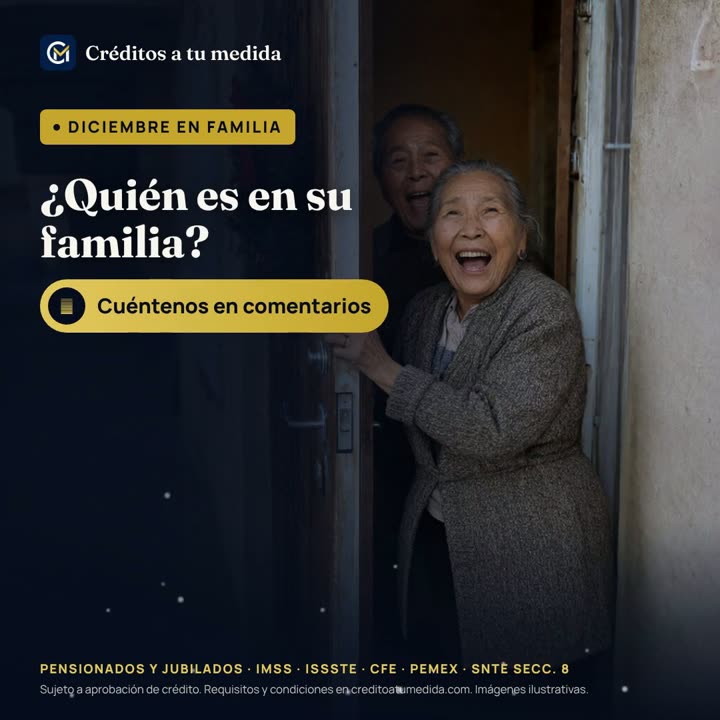 Créditos a tu medida
• DICIEMBRE EN FAMILIA
¿Quién es en su
familia?
Cuéntenos en comentarios
PENSIONADOS Y JUBILADOS · IMSS · ISSSTE · CFE · PEMEX · SNTE SECC. 8
Sujeto a aprobación de crédito. Requisitos y condiciones en creditoatumedida.com. Imágenes ilustrativas.